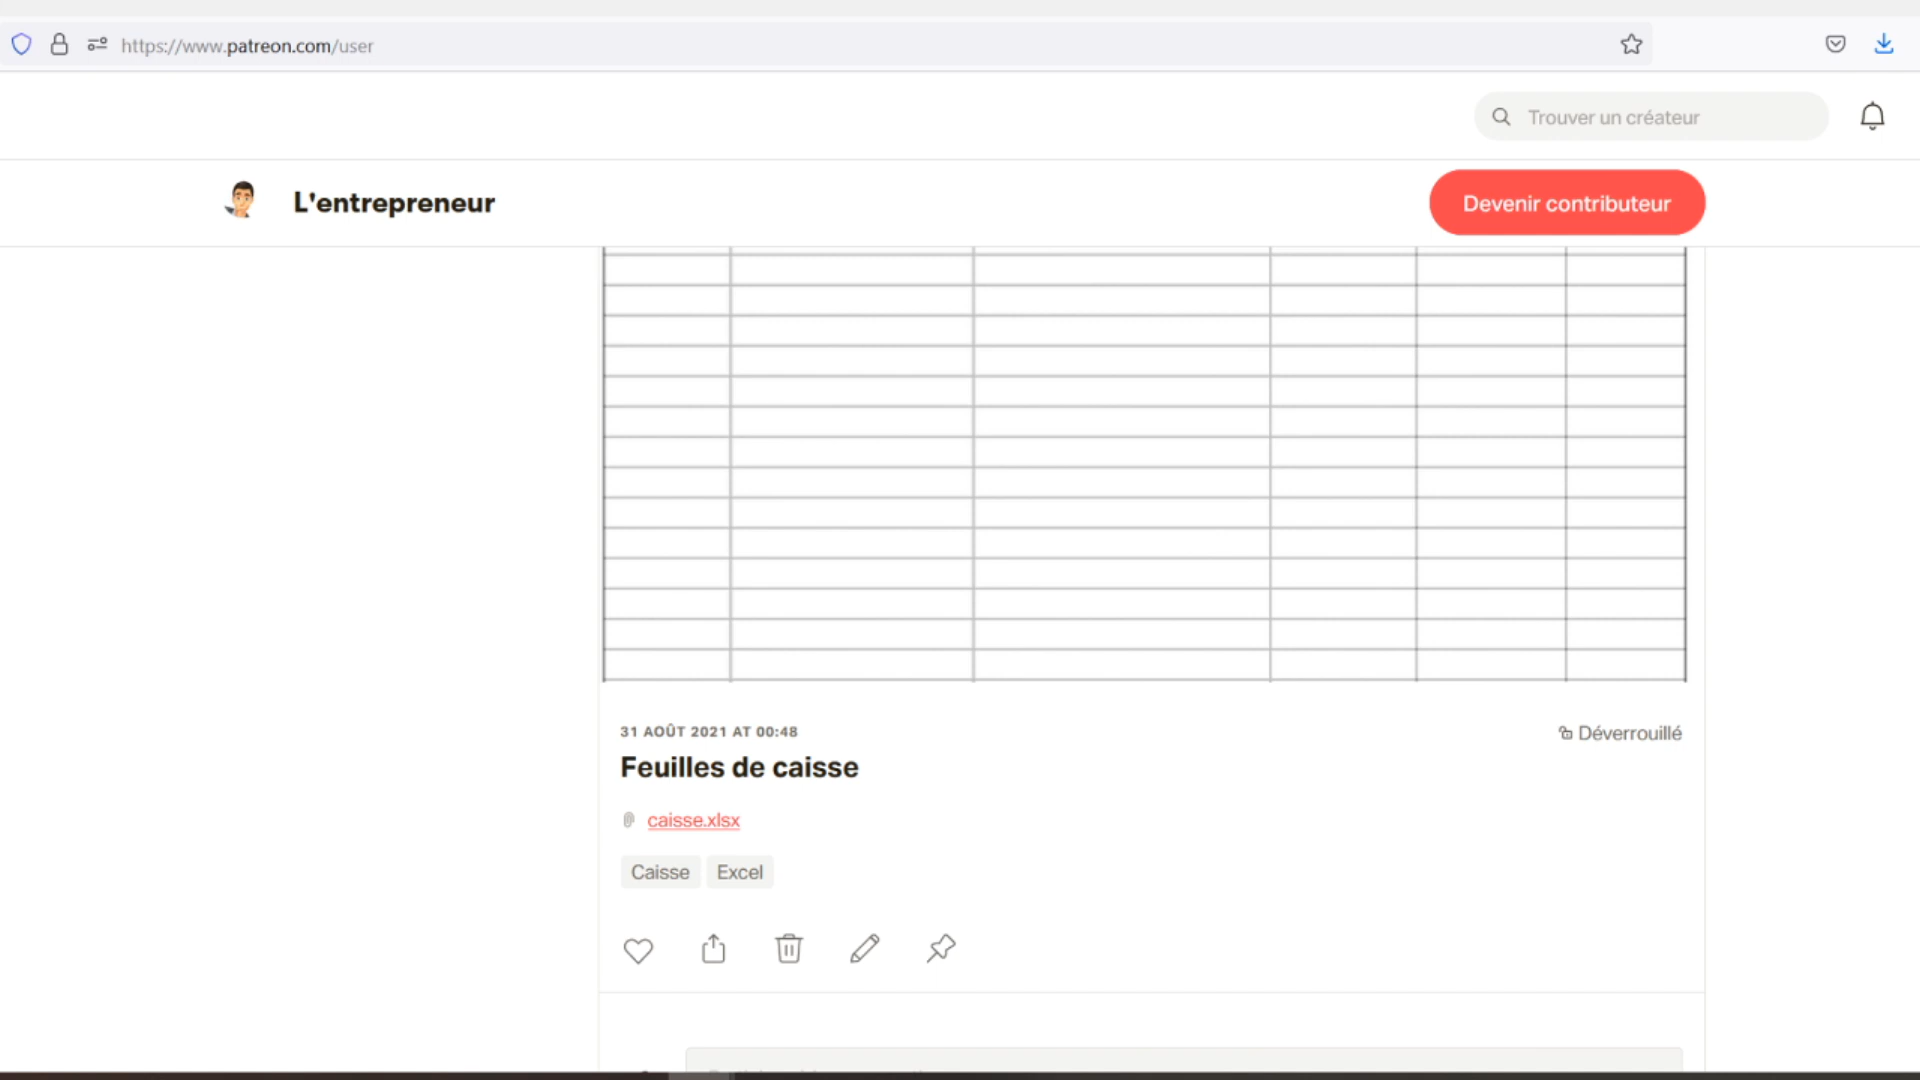 https://www.patreon.com/user
Trouver un créateur
L'entrepreneur
Devenir contributeur
31 AOÛT 2021 AT 00:48
Déverrouillé
Feuilles de caisse
caisse.xlsx
Caisse
Excel